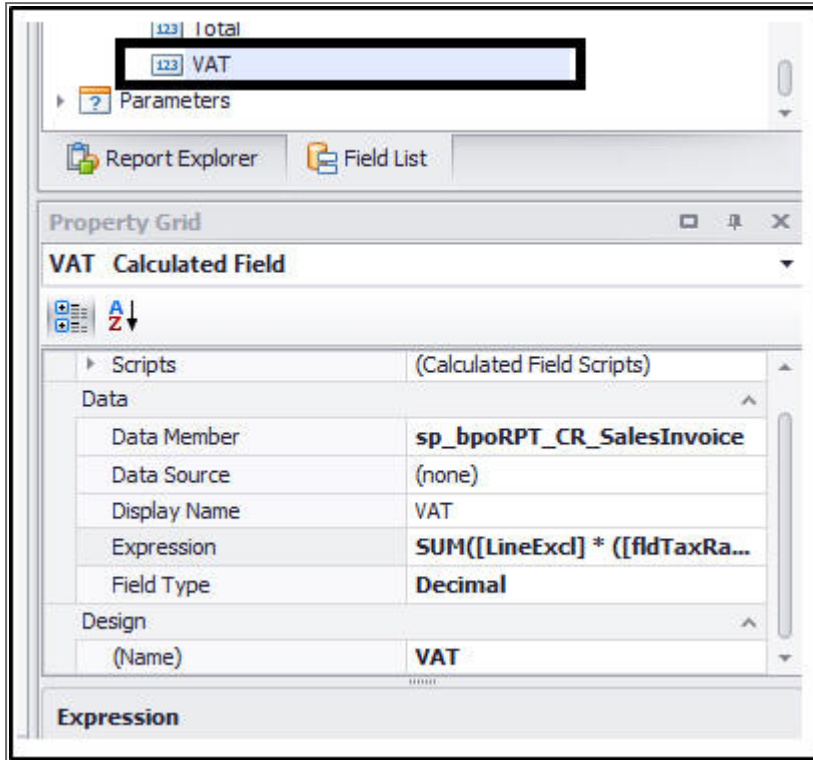 Total
VAT
Parameters
Report Explorer Field List
Property Grid
VAT Calculated Field
Scripts (Calculated Field Scripts)
Data
Data Member sp_bpoRPT_CR_SalesInvoice
Data Source (none)
Display Name VAT
Expression SUM([LineExcl] * ([fldTaxRa...
Field Type Decimal
Design
(Name) VAT
Expression